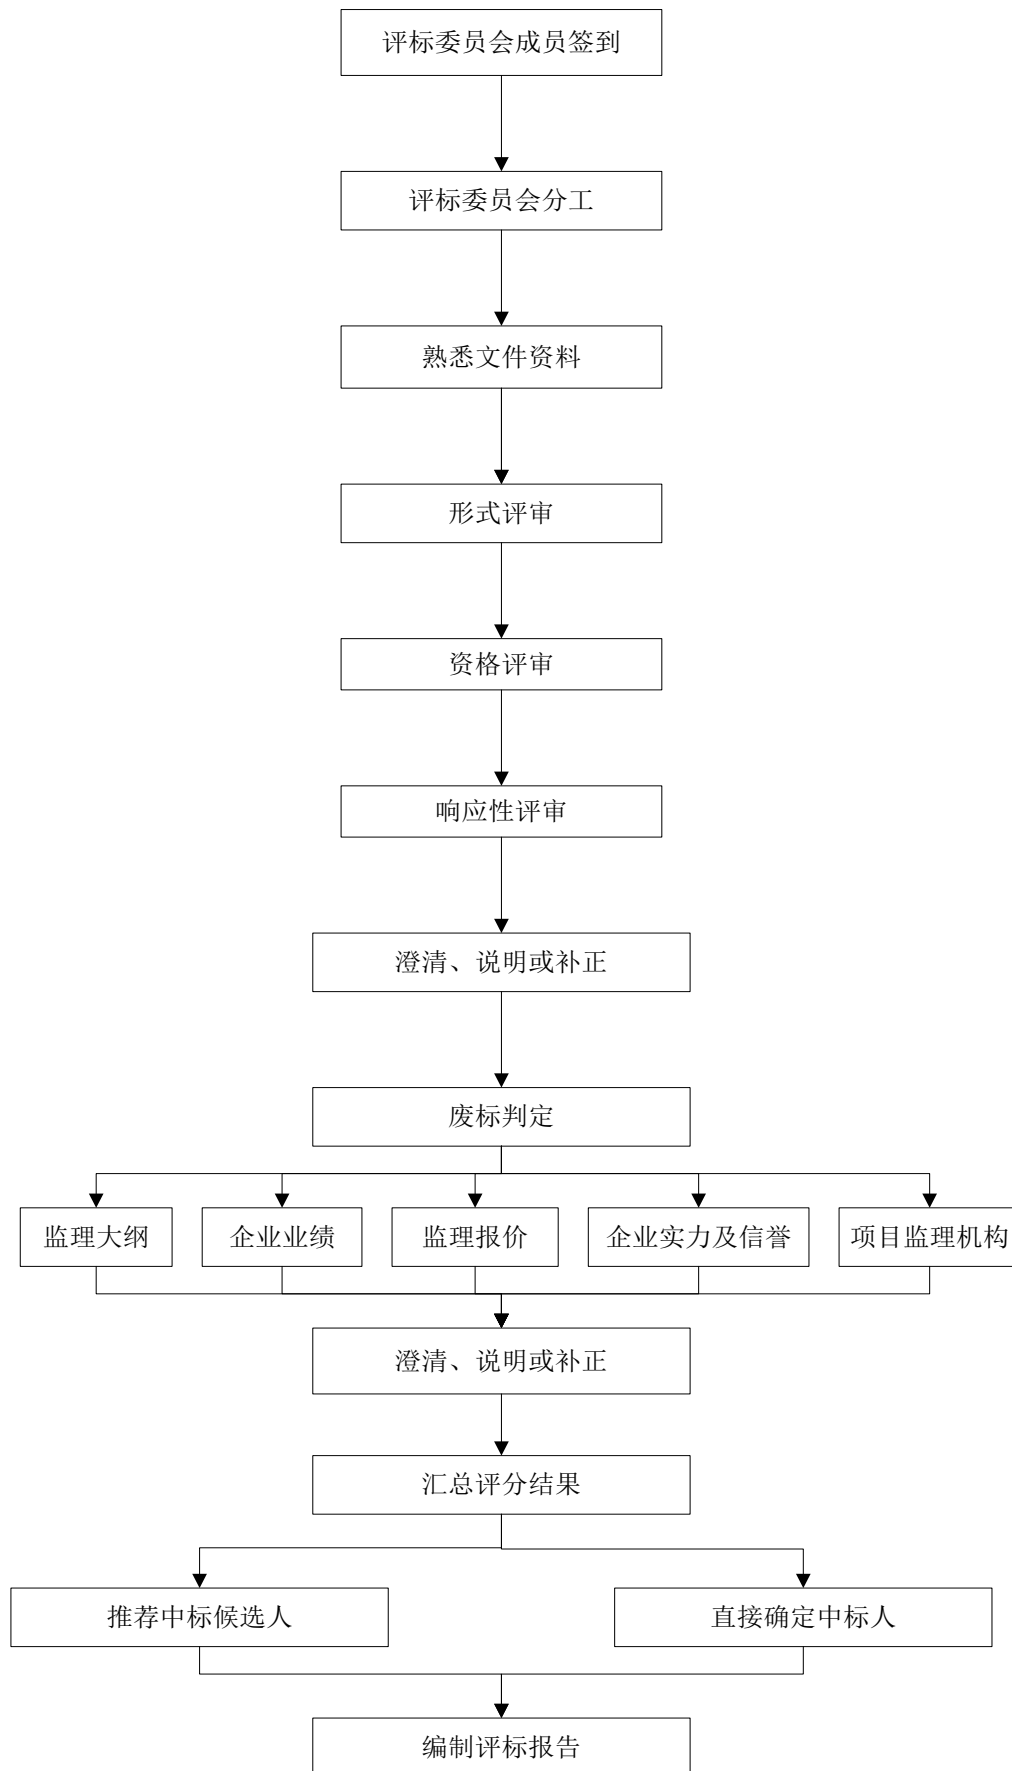 评标委员会成员签到
评标委员会分工
熟悉文件资料
形式评审
资格评审
响应性评审
澄清、说明或补正
废标判定
监理大纲
企业业绩
监理报价
企业实力及信誉
项目监理机构
澄清、说明或补正
汇总评分结果
推荐中标候选人
直接确定中标人
编制评标报告